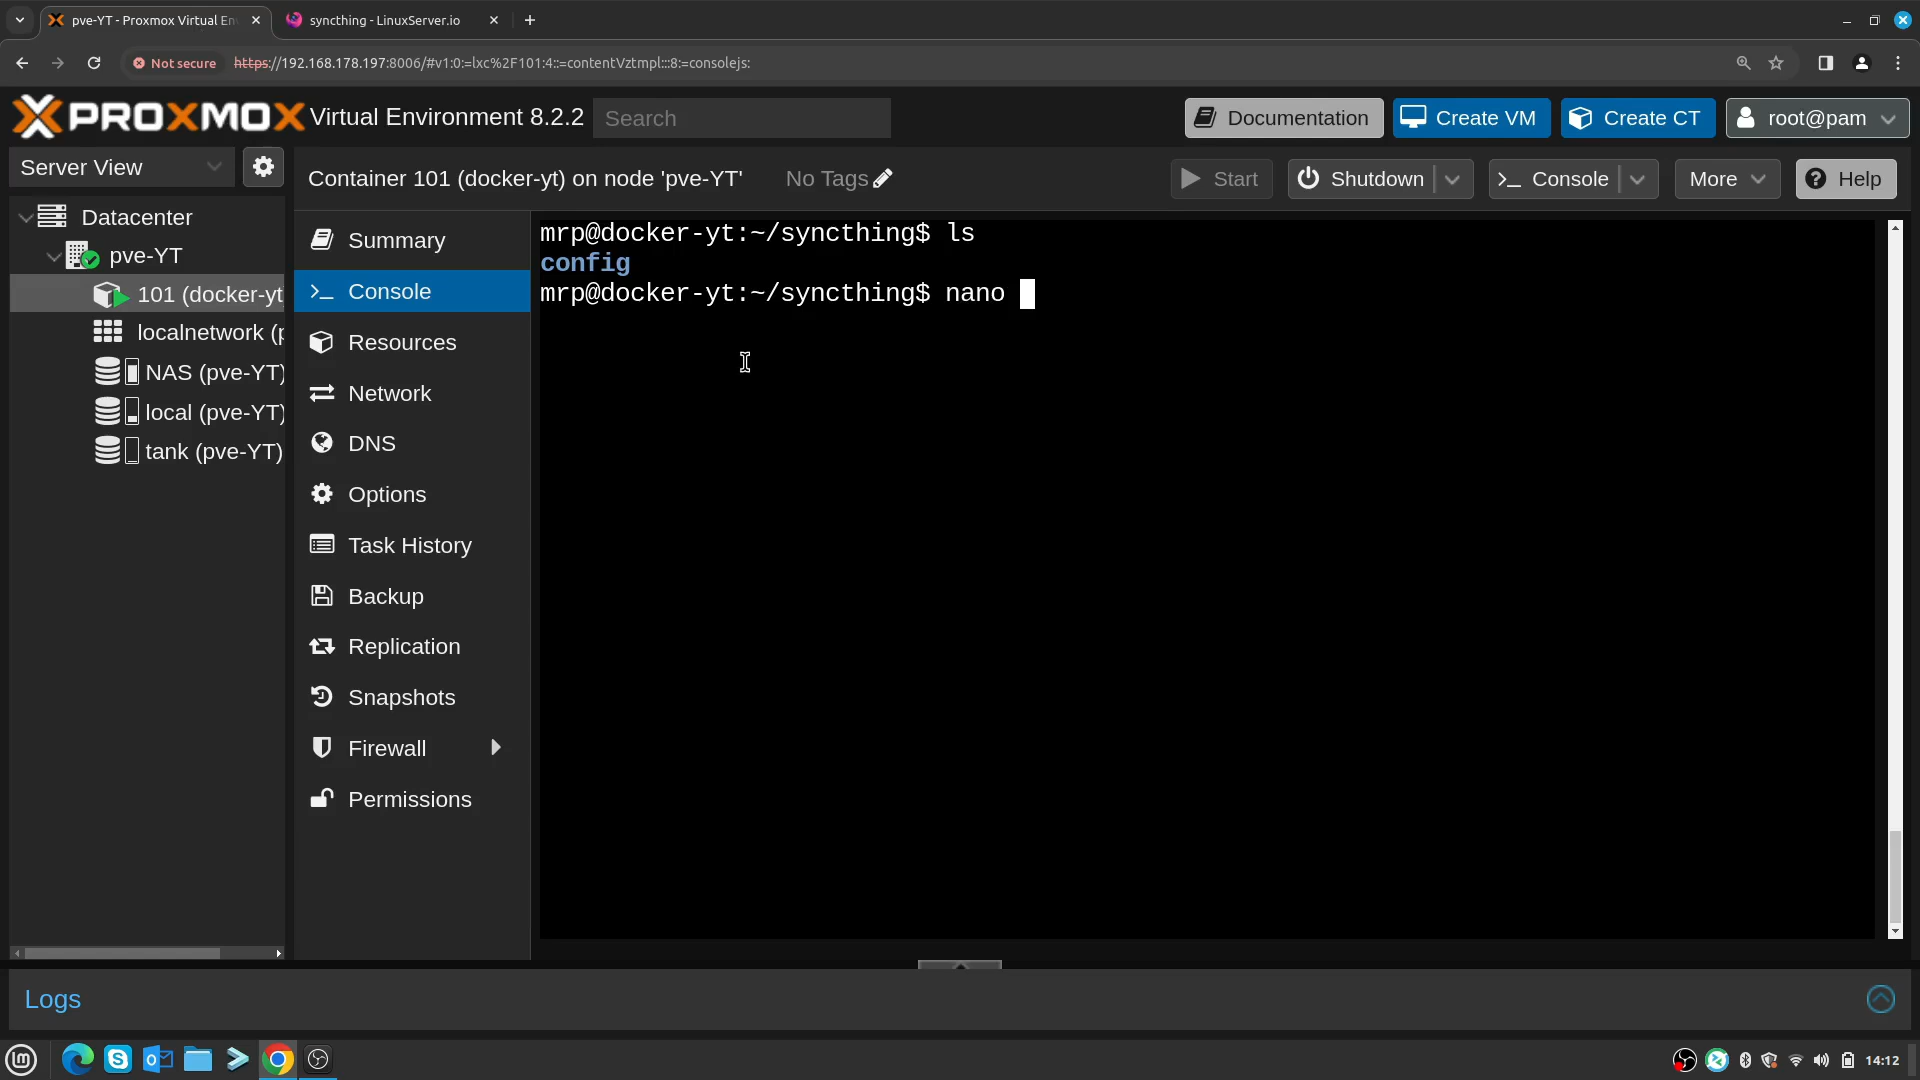 pve-YT - Proxmox Virtual En
syncthing - LinuxServer.io
Not secure
https://192.168.178.197:8006/#v1:0:=lxc%2F101:4::=contentVztmpl:::8:=consolejs:
PROXMOX
Virtual Environment 8.2.2
Search
Documentation
Create VM
Create CT
root@pam
Server View
Container 101 (docker-yt) on node 'pve-YT'
No Tags
Start
Shutdown
Console
More
Help
Datacenter
pve-YT
101 (docker-yt
localnetwork (p
NAS (pve-YT)
local (pve-YT)
tank (pve-YT)
Summary
Console
Resources
Network
DNS
Options
Task History
Backup
Replication
Snapshots
Firewall
Permissions
mrp@docker-yt:~/syncthing$ ls
config
mrp@docker-yt:~/syncthing$ nano
Logs
14:12